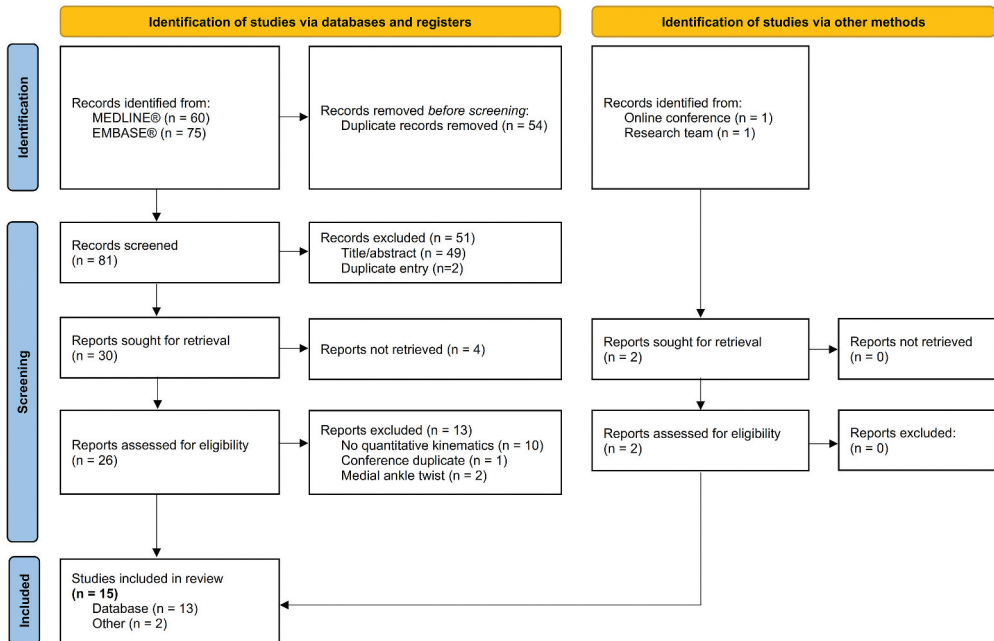 Identification of studies via databases and registers
Identification of studies via other methods
Identification
Records identified from:
MEDLINE® (n = 60)
EMBASE® (n = 75)
Records removed before screening:
Duplicate records removed (n = 54)
Records identified from:
Online conference (n = 1)
Research team (n = 1)
Screening
Records screened
(n = 81)
Records excluded (n = 51)
Title/abstract (n = 49)
Duplicate entry (n=2)
Reports sought for retrieval
(n = 30)
Reports not retrieved (n = 4)
Reports sought for retrieval
(n = 2)
Reports not retrieved
(n = 0)
Reports assessed for eligibility
(n = 26)
Reports excluded (n = 13)
No quantitative kinematics (n = 10)
Conference duplicate (n = 1)
Medial ankle twist (n = 2)
Reports assessed for eligibility
(n = 2)
Reports excluded:
(n = 0)
Included
Studies included in review
(n = 15)
Database (n = 13)
Other (n = 2)